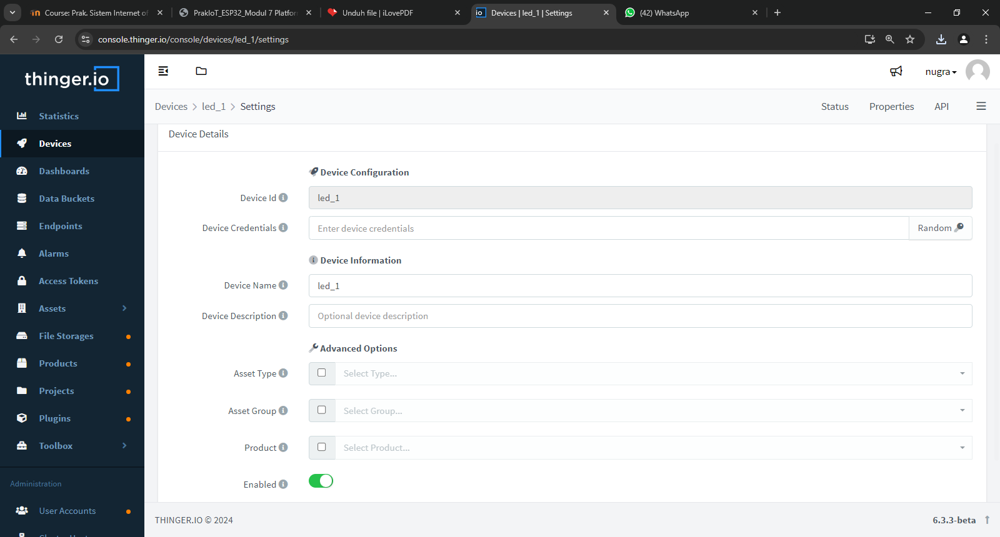 Course: Prak. Sistem Internet of
PrakIoT_ESP32_Modul 7 Platfor
Unduh file | iLovePDF
Devices | led_1 | Settings
(42) WhatsApp
console.thinger.io/console/devices/led_1/settings
thinger.io
nugra
Devices > led_1 > Settings
Status
Properties
API
Statistics
Devices
Dashboards
Data Buckets
Endpoints
Alarms
Access Tokens
Assets
File Storages
Products
Projects
Plugins
Toolbox
Administration
User Accounts
Device Details
Device Configuration
Device Id
led_1
Device Credentials
Enter device credentials
Random
Device Information
Device Name
led_1
Device Description
Optional device description
Advanced Options
Asset Type
Select Type...
Asset Group
Select Group...
Product
Select Product...
Enabled
THINGER.IO © 2024
6.3.3-beta